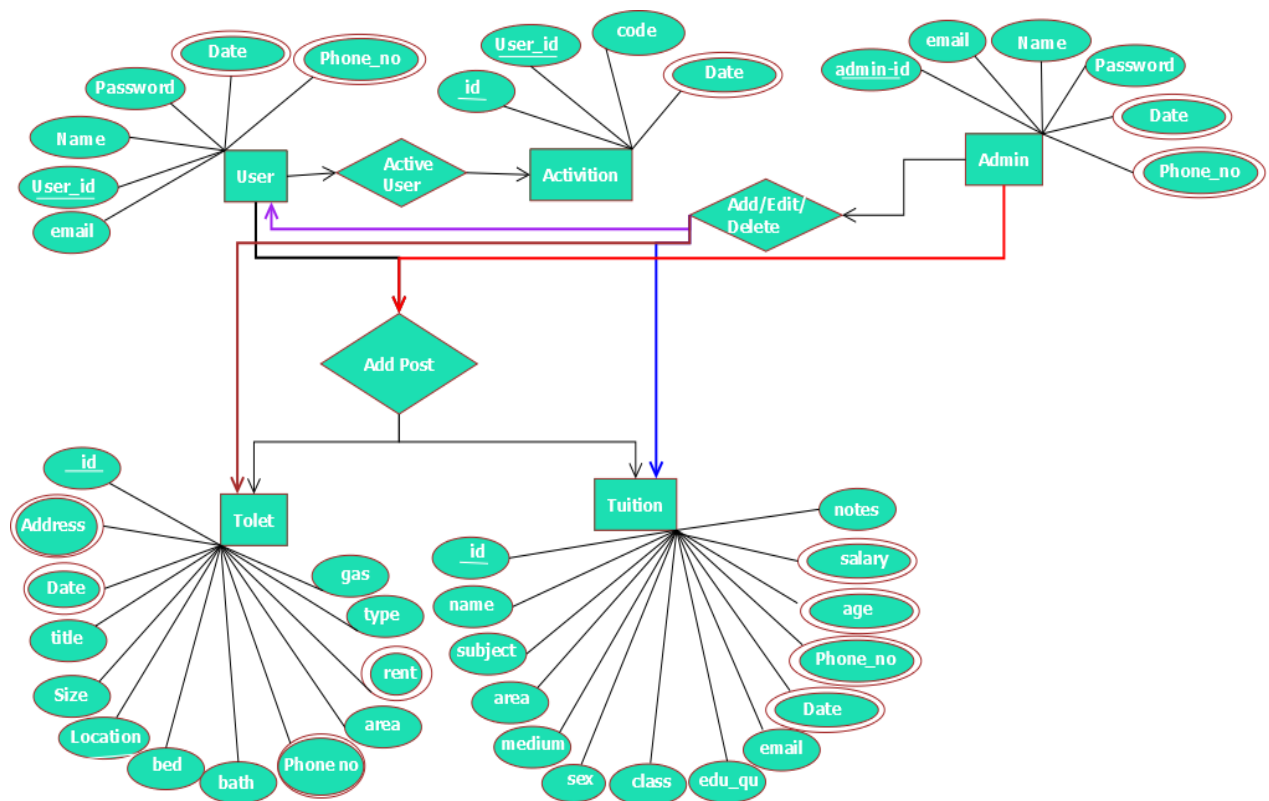 Date
Phone_no
Password
Name
User_id
email
User
Active
User
User_id
code
id
Date
Activition
email
Name
admin-id
Password
Date
Phone_no
Admin
Add/Edit/
Delete
Add Post
_id
Address
Date
title
Size
Location
bed
bath
Phone no
area
rent
type
gas
Tolet
Tuition
_id
name
subject
area
medium
sex
class
edu_qu
email
Date
Phone_no
age
salary
notes